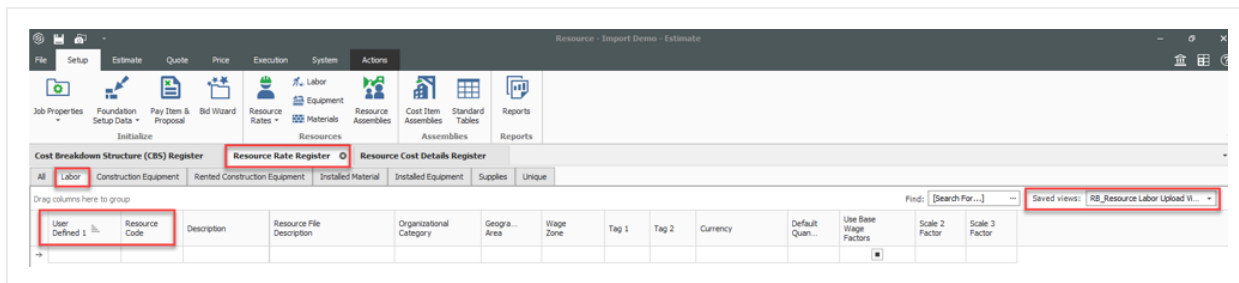 Resource - Import Demo - Estimate
File Setup Estimate Quote Price Execution System Actions
Job Properties Foundation Setup Data Pay Item & Proposal Bid Wizard Resource Rates Labor Equipment Materials Resource Assemblies Cost Item Assemblies Standard Tables Reports
Initialize Resources Assemblies Reports
Cost Breakdown Structure (CBS) Register Resource Rate Register Resource Cost Details Register
All Labor Construction Equipment Rented Construction Equipment Installed Material Installed Equipment Supplies Unique
Drag columns here to group Find: [Search For...] ... Saved views: RB_Resource Labor Upload Vi...
User Defined 1 Resource Code Description Resource File Description Organizational Category Geogra... Area Wage Zone Tag 1 Tag 2 Currency Default Quan... Use Base Wage Factors Scale 2 Factor Scale 3 Factor